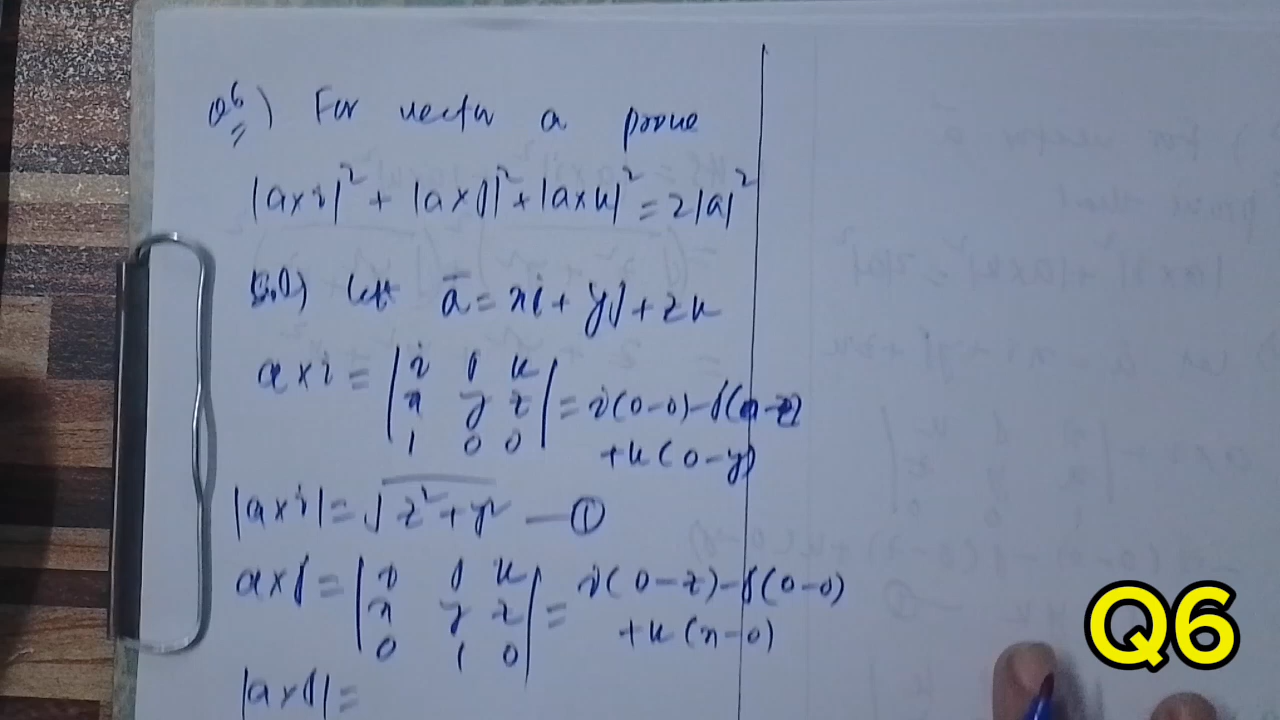 Q6) For vector a prove
|a×i|² + |a×j|² + |a×k|² = 2|a|²
Sol) let a̅ = xi + yj + zk
a×i = | i j k | = i(0-0) - j(0-z)
| x y z |
| 1 0 0 | + k(0-y)
|a×i| = √z²+y² — ①
a×j = | i j k | = i(0-z) - j(0-0)
| x y z |
| 0 1 0 | + k(x-0)
|a×j| =
Q6